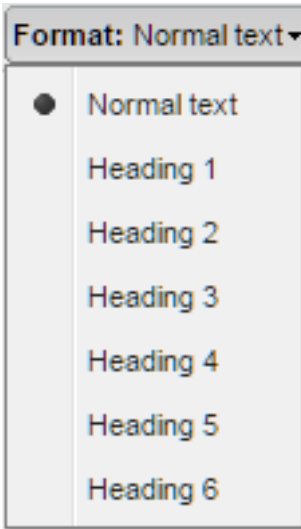 Format: Normal text
Normal text
Heading 1
Heading 2
Heading 3
Heading 4
Heading 5
Heading 6